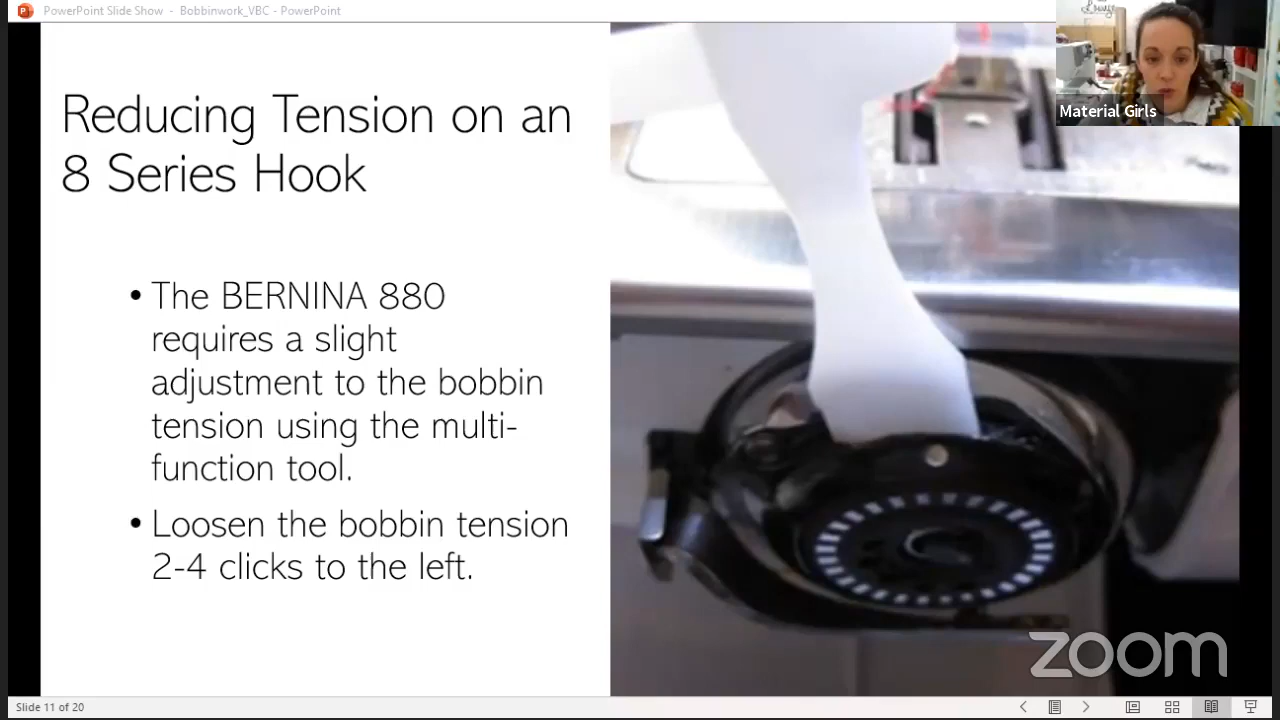 PowerPoint Slide Show - Bobbinwork_VBC - PowerPoint
Material Girls
Reducing Tension on an
8 Series Hook
• The BERNINA 880
requires a slight
adjustment to the bobbin
tension using the multi-
function tool.
• Loosen the bobbin tension
2-4 clicks to the left.
zoom
Slide 11 of 20